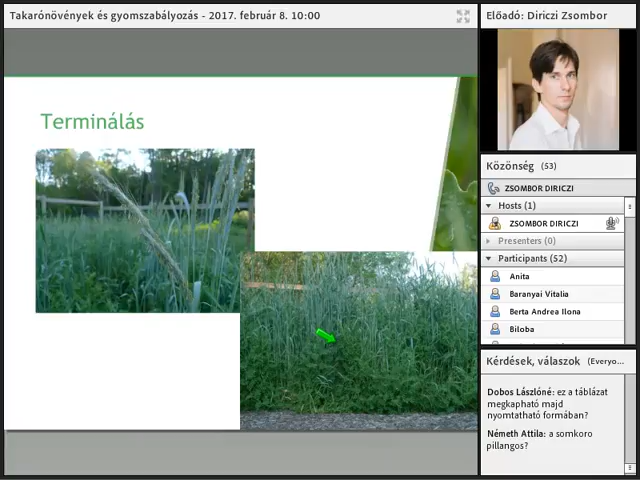 Takarónövények és gyomszabályozás - 2017. február 8. 10:00
Terminálás
Előadó: Diriczi Zsombor
Közönség (53)
ZSOMBOR DIRICZI
Hosts (1)
ZSOMBOR DIRICZI
Presenters (0)
Participants (52)
Anita
Baranyai Vitalia
Berta Andrea Ilona
Biloba
Kérdések, válaszok (Everyo...
Dobos Lászlóné: ez a táblázat
megkapható majd
nyomtatható formában?
Németh Attila: a somkoro
pillangos?